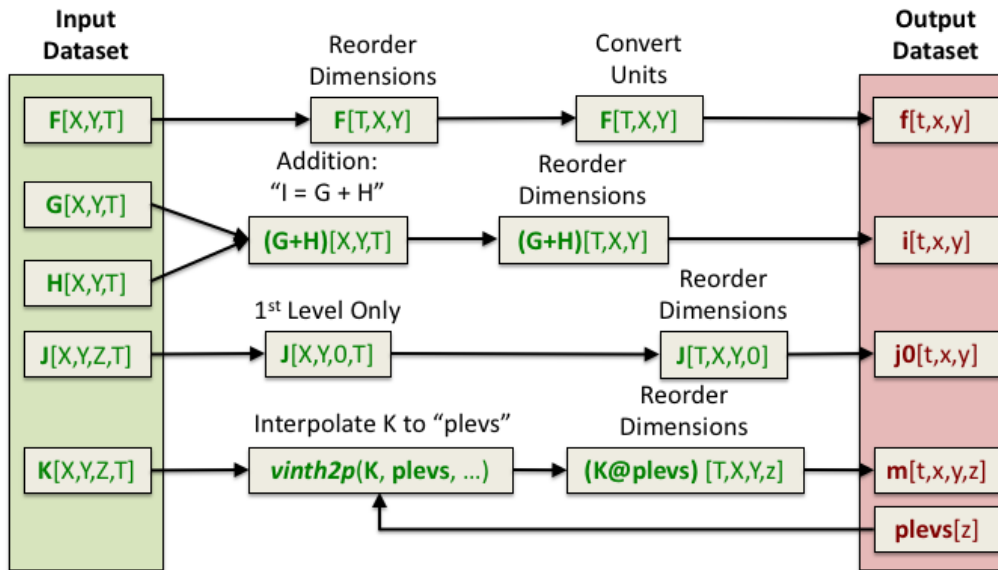 Input
Dataset
Output
Dataset
Reorder
Dimensions
Convert
Units
F[X,Y,T]
F[T,X,Y]
F[T,X,Y]
f[t,x,y]
Addition:
“I = G + H”
Reorder
Dimensions
G[X,Y,T]
(G+H)[X,Y,T]
(G+H)[T,X,Y]
i[t,x,y]
H[X,Y,T]
1st Level Only
Reorder
Dimensions
J[X,Y,Z,T]
J[X,Y,0,T]
J[T,X,Y,0]
j0[t,x,y]
Interpolate K to “plevs”
Reorder
Dimensions
K[X,Y,Z,T]
vinth2p(K, plevs, ...)
(K@plevs) [T,X,Y,z]
m[t,x,y,z]
plevs[z]